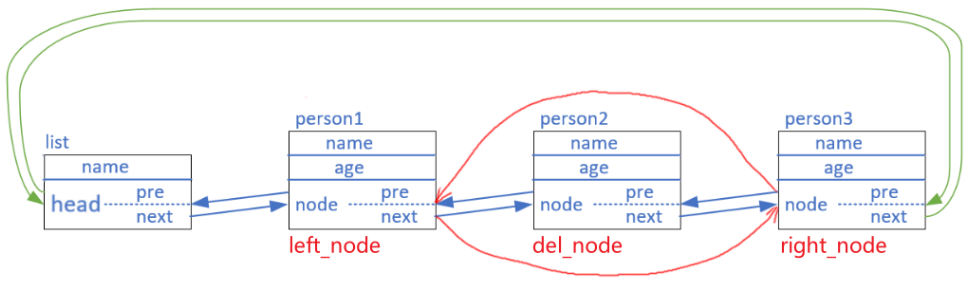 list
name
head
pre
next
person1
name
age
node
pre
next
left_node
person2
name
age
node
pre
next
del_node
person3
name
age
node
pre
next
right_node